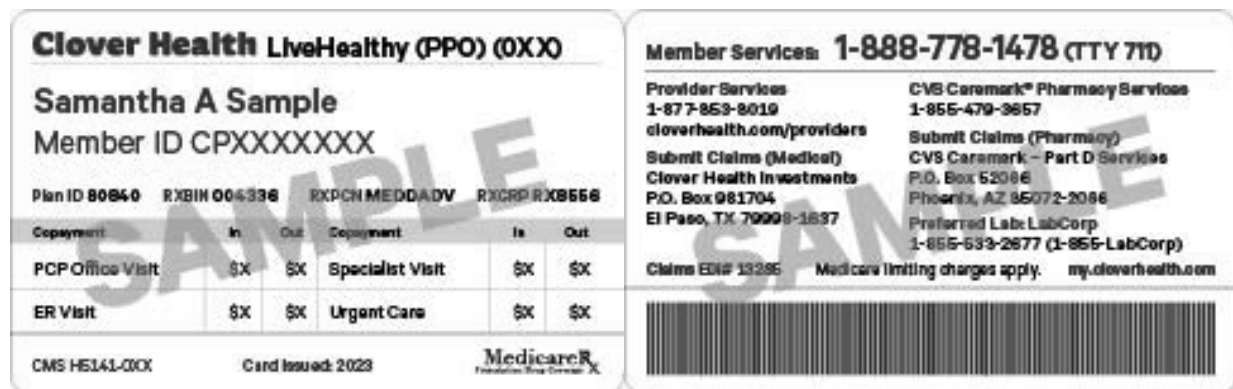 Clover Health LiveHealthy (PPO) (0XX)
Samantha A Sample
Member ID CPXXXXXXX
Plan ID 80840 RXBIN 004336 RXPCN MEDDADV RXGRP RX8556
Copayment In Out Copayment In Out
PCP Office Visit $X $X Specialist Visit $X $X
ER Visit $X $X Urgent Care $X $X
CMS H5141-0XX Card Issued: 2023 MedicareRx
Prescription Drug Coverage
SAMPLE
Member Services: 1-888-778-1478 (TTY 711)
Provider Services
1-877-853-8019
cloverhealth.com/providers
Submit Claims (Medical)
Clover Health Investments
P.O. Box 981704
El Paso, TX 79998-1637
CVS Caremark® Pharmacy Services
1-855-479-3657
Submit Claims (Pharmacy)
CVS Caremark – Part D Services
P.O. Box 52066
Phoenix, AZ 85072-2066
Preferred Lab: LabCorp
1-855-533-2677 (1-855-LabCorp)
Claims EDI# 13285 Medicare limiting charges apply. my.cloverhealth.com
SAMPLE